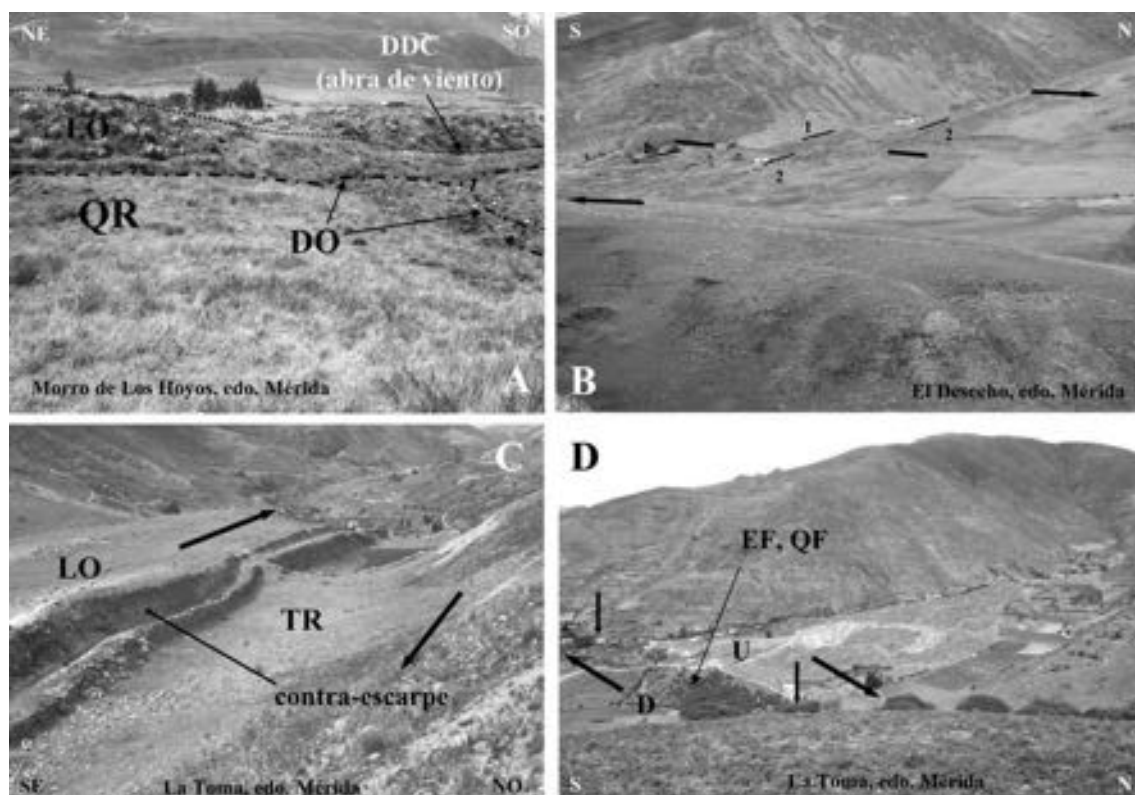 NE
SO
DDC
(abra de viento)
LO
QR
DO
Morro de Los Hoyos, edo. Mérida
A
S
N
1
2
2
B
El Desecho, edo. Mérida
C
LO
TR
contra-escarpe
SE
La Toma, edo. Mérida
NO
D
EF, QF
U
D
S
La Toma, edo. Mérida
N